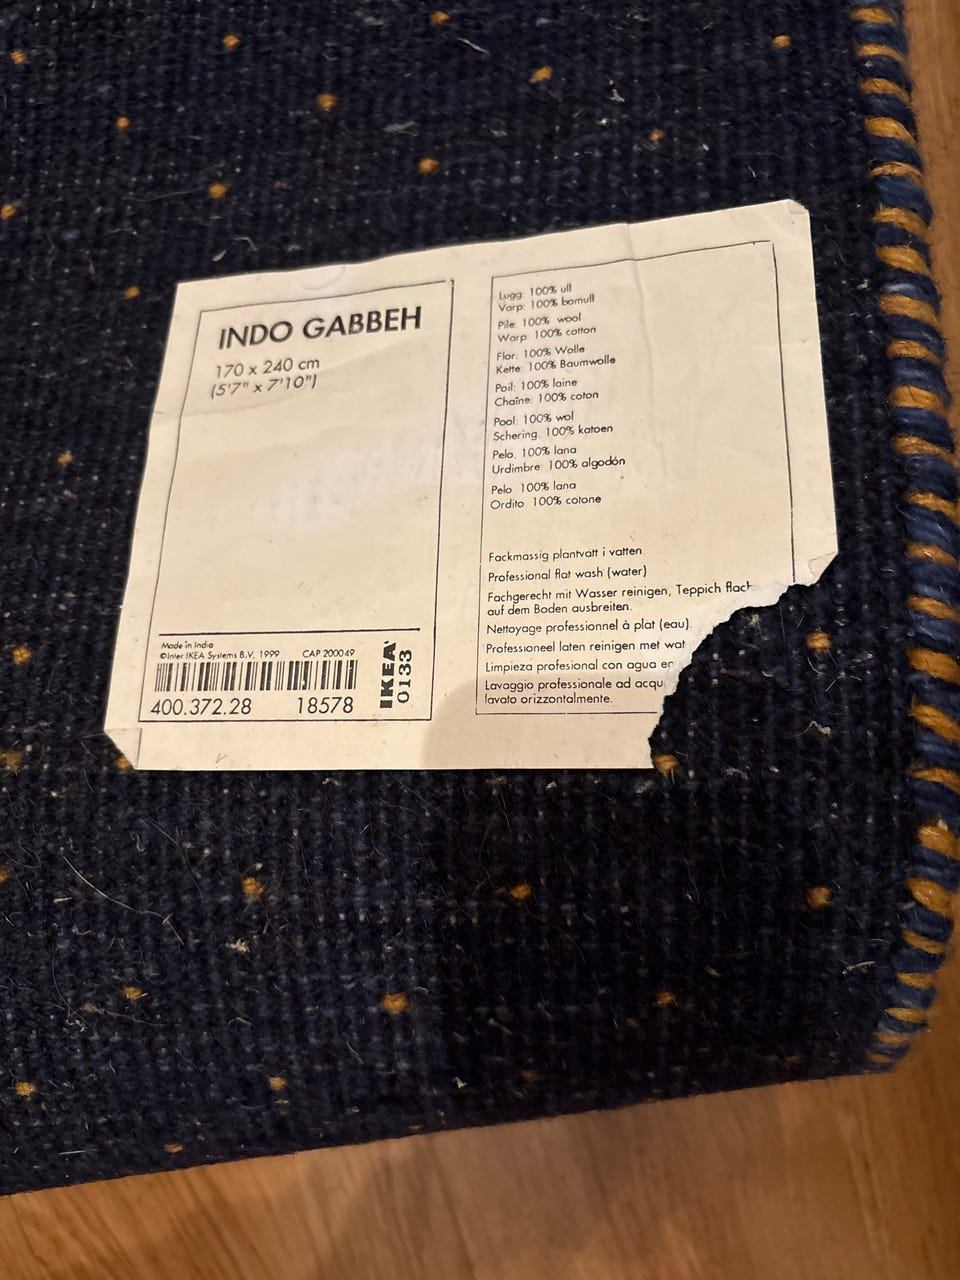 INDO GABBEH
170 x 240 cm
(5'7" x 7'10")
Made in India
©Inter IKEA Systems B.V. 1999 CAP 200049
400.372.28 18578
IKEA
0133
Lugg: 100% ull
Varp: 100% bomull
Pile: 100% wool
Warp: 100% cotton
Flor: 100% Wolle
Kette: 100% Baumwolle
Poil: 100% laine
Chaîne: 100% coton
Pool: 100% wol
Schering: 100% katoen
Pelo: 100% lana
Urdimbre: 100% algodón
Pelo 100% lana
Ordito 100% cotone
Fackmassig plantvätt i vatten.
Professional flat wash (water)
Fachgerecht mit Wasser reinigen, Teppich flach
auf dem Boden ausbreiten.
Nettoyage professionnel à plat (eau).
Professioneel laten reinigen met wat
Limpieza profesional con agua en
Lavaggio professionale ad acqu
lavato orizzontalmente.